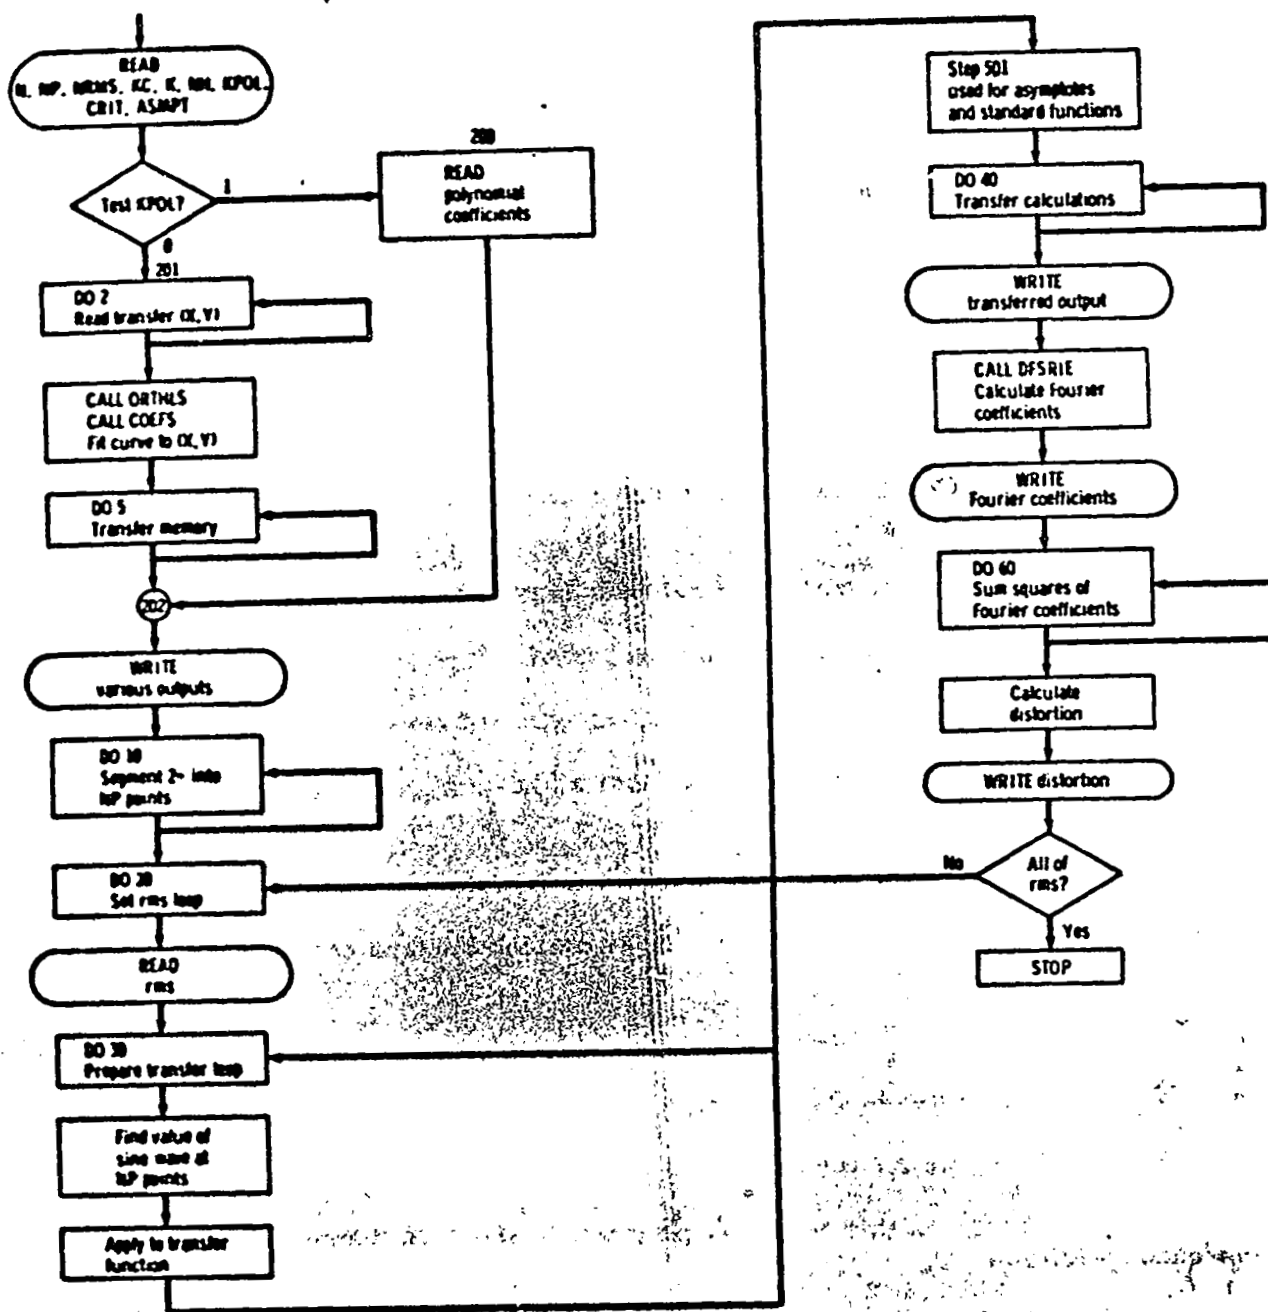 READ
N, NP, NRMS, KC, K, NN, KPOL,
CRIT, ASMPT
Test KPOL?
1
0
200
READ
polynomial
coefficients
201
DO 2
Read transfer (X, Y)
CALL ORTHLS
CALL COEFS
Fit curve to (X, Y)
DO 5
Transfer memory
202
WRITE
various outputs
DO 10
Segment into
NP points
DO 20
Set rms loop
READ
rms
DO 30
Prepare transfer loop
Find value of
sine wave at
NP points
Apply to transfer
function
Step 501
used for asymptotes
and standard functions
DO 40
Transfer calculations
WRITE
transferred output
CALL DFSRIE
Calculate Fourier
coefficients
WRITE
Fourier coefficients
DO 60
Sum squares of
Fourier coefficients
Calculate
distortion
WRITE distortion
All of
rms?
No
Yes
STOP